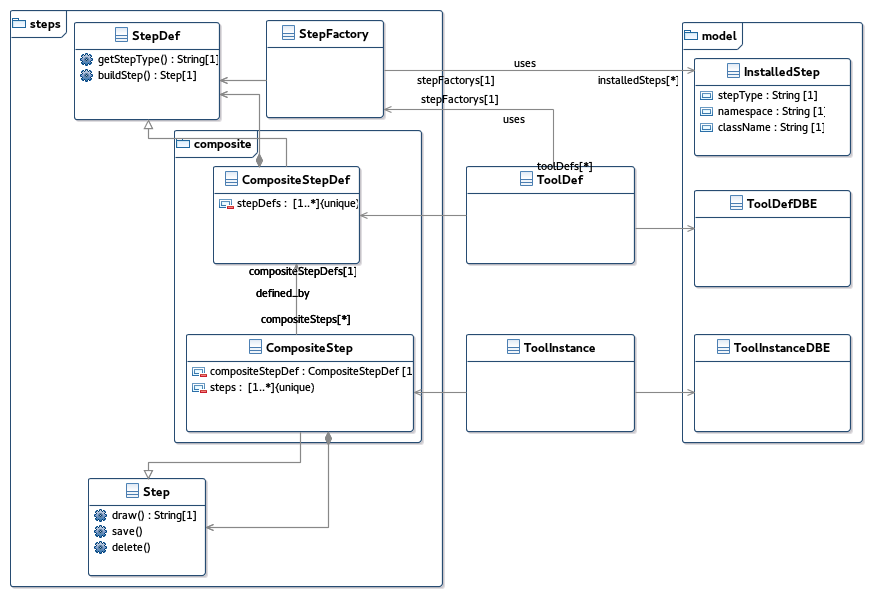 steps
StepDef
getStepType() : String[1]
buildStep() : Step[1]
StepFactory
uses
stepFactorys[1]
installedSteps[*]
stepFactorys[1]
uses
toolDefs[*]
model
InstalledStep
stepType : String [1]
namespace : String [1]
className : String [1]
composite
CompositeStepDef
stepDefs : [1..*]{unique)
ToolDef
ToolDefDBE
compositeStepDefs[1]
defined_by
compositeSteps[*]
CompositeStep
compositeStepDef : CompositeStepDef [1
steps : [1..*]{unique)
ToolInstance
ToolInstanceDBE
Step
draw() : String[1]
save()
delete()